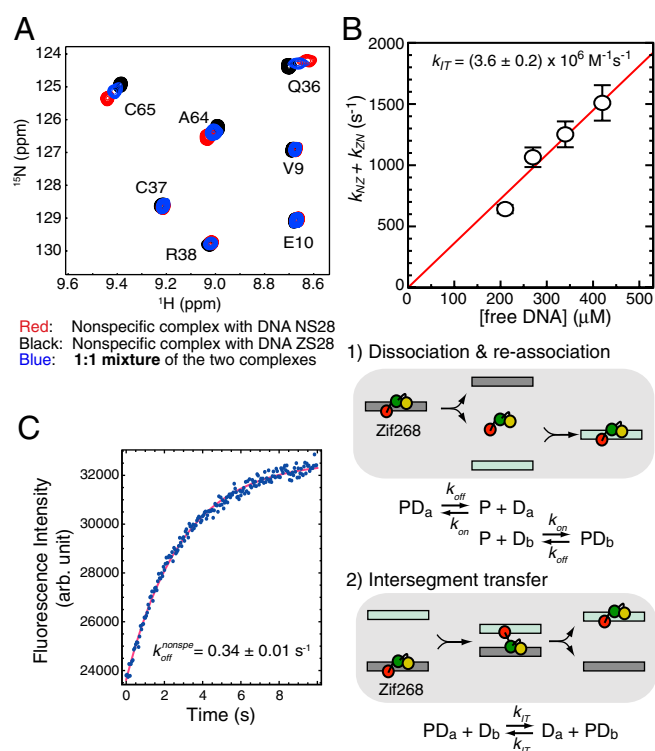 A
124
125
126
127
128
129
130
15N (ppm)
C65
Q36
A64
V9
C37
R38
E10
9.6 9.4 9.2 9.0 8.8 8.6
1H (ppm)
Red: Nonspecific complex with DNA NS28
Black: Nonspecific complex with DNA ZS28
Blue: 1:1 mixture of the two complexes
B
kIT = (3.6 ± 0.2) x 10^6 M-1s-1
2000
1500
1000
500
0
kNZ + kZN (s-1)
0 100 200 300 400 500
[free DNA] (µM)
C
32000
30000
28000
26000
24000
Fluorescence Intensity
(arb. unit)
k nonspe off = 0.34 ± 0.01 s-1
0 2 4 6 8
Time (s)
1) Dissociation & re-association
Zif268
PDa koff kon P + Da
P + Db kon koff PDb
2) Intersegment transfer
Zif268
PDa + Db kIT kIT Da + PDb